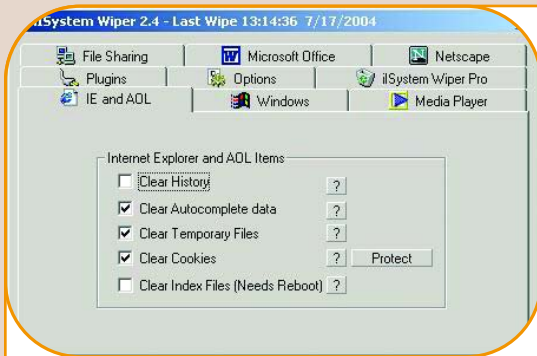 ilSystem Wiper 2.4 - Last Wipe 13:14:36 7/17/2004
File Sharing Microsoft Office Netscape
Plugins Options ilSystem Wiper Pro
IE and AOL Windows Media Player
Internet Explorer and AOL Items
Clear History ?
Clear Autocomplete data ?
Clear Temporary Files ?
Clear Cookies ? Protect
Clear Index Files (Needs Reboot) ?